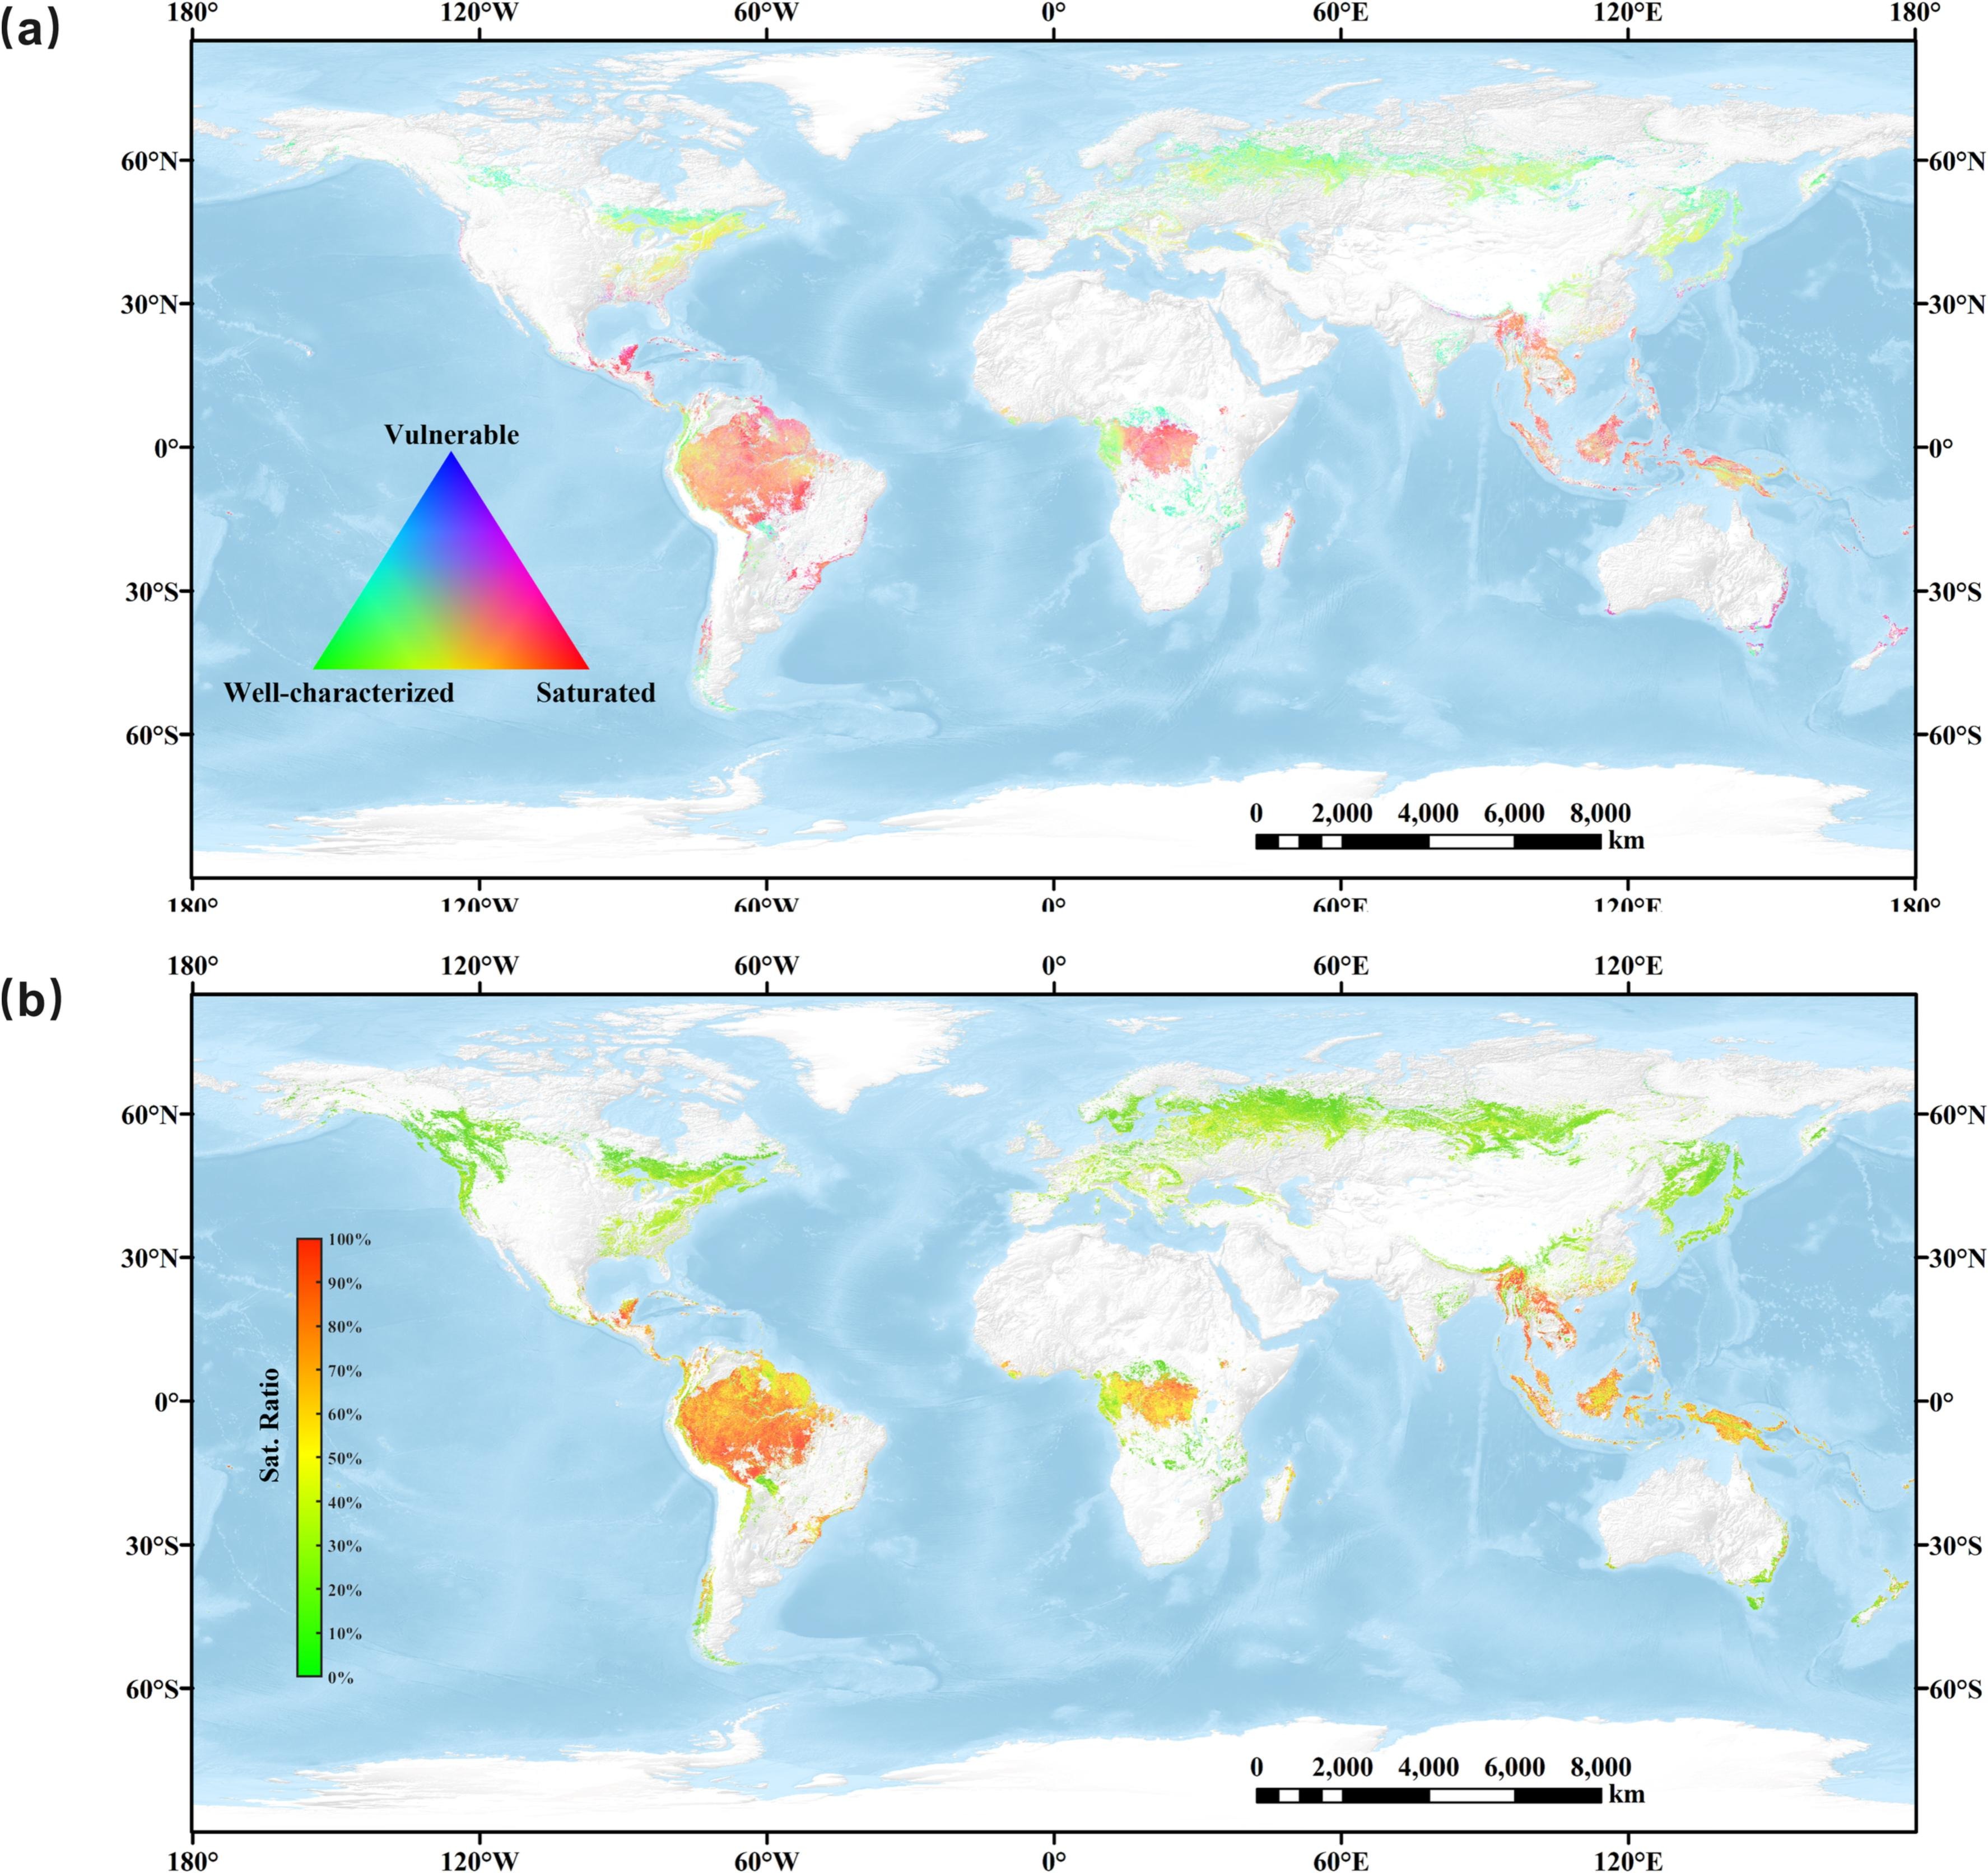 (a)
180° 120°W 60°W 0° 60°E 120°E 180°
60°N 60°N
30°N 30°N
0° 0°
30°S 30°S
60°S 60°S
Vulnerable
Well-characterized Saturated
0 2,000 4,000 6,000 8,000
km
180° 120°W 60°W 0° 60°E 120°E 180°
(b)
180° 120°W 60°W 0° 60°E 120°E
60°N 60°N
30°N 30°N
0° 0°
30°S 30°S
60°S 60°S
Sat. Ratio
100%
90%
80%
70%
60%
50%
40%
30%
20%
10%
0%
0 2,000 4,000 6,000 8,000
km
180° 120°W 60°W 0° 60°E 120°E